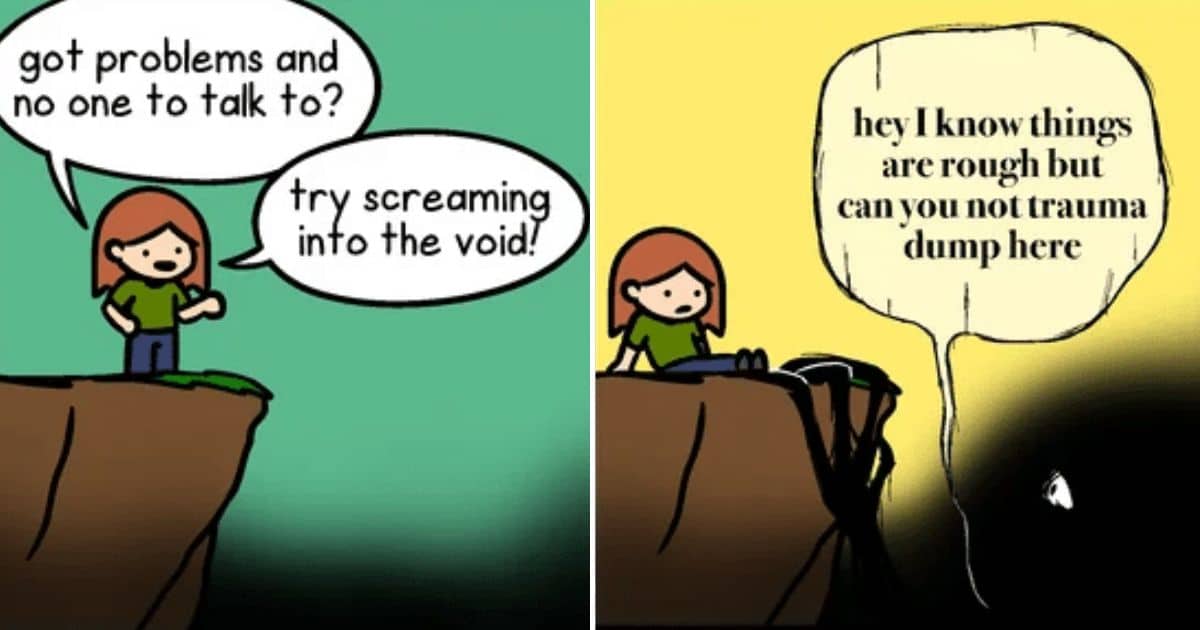 got problems and
no one to talk to?
try screaming
into the void!
hey I know things
are rough but
can you not trauma
dump here